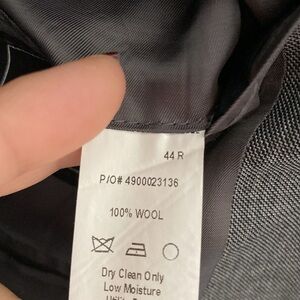 44 R
P/O# 4900023136
100% WOOL
Dry Clean Only
Low Moisture